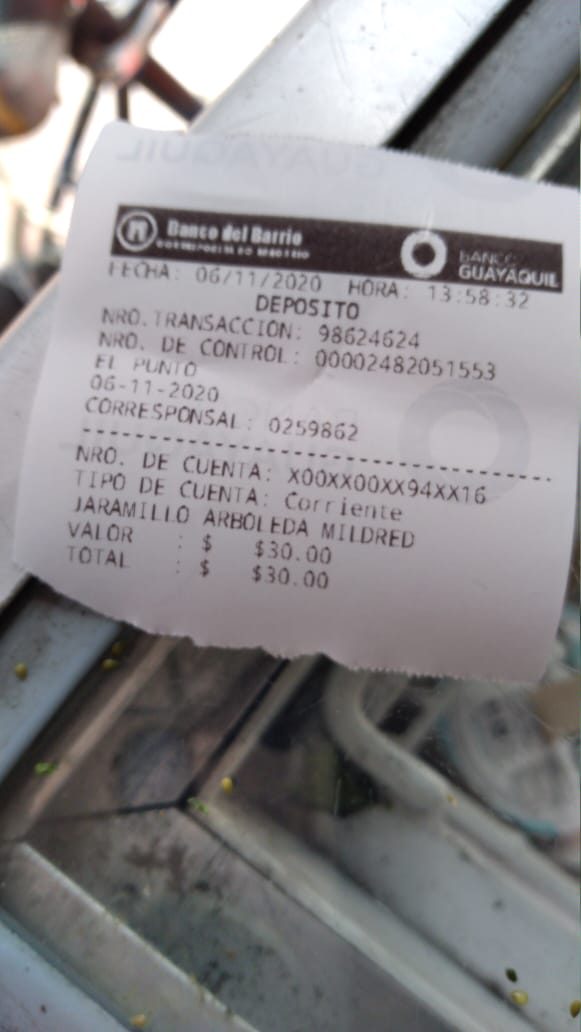 Banco del Barrio
BANCO
GUAYAQUIL
FECHA: 06/11/2020 HORA: 13:58:32
DEPOSITO
NRO.TRANSACCION: 98624624
NRO. DE CONTROL: 00002482051553
EL PUNTO
06-11-2020
CORRESPONSAL: 0259862
NRO. DE CUENTA: X00XX00XX94XX16
TIPO DE CUENTA: Corriente
JARAMILLO ARBOLEDA MILDRED
VALOR : $ $30.00
TOTAL : $ $30.00